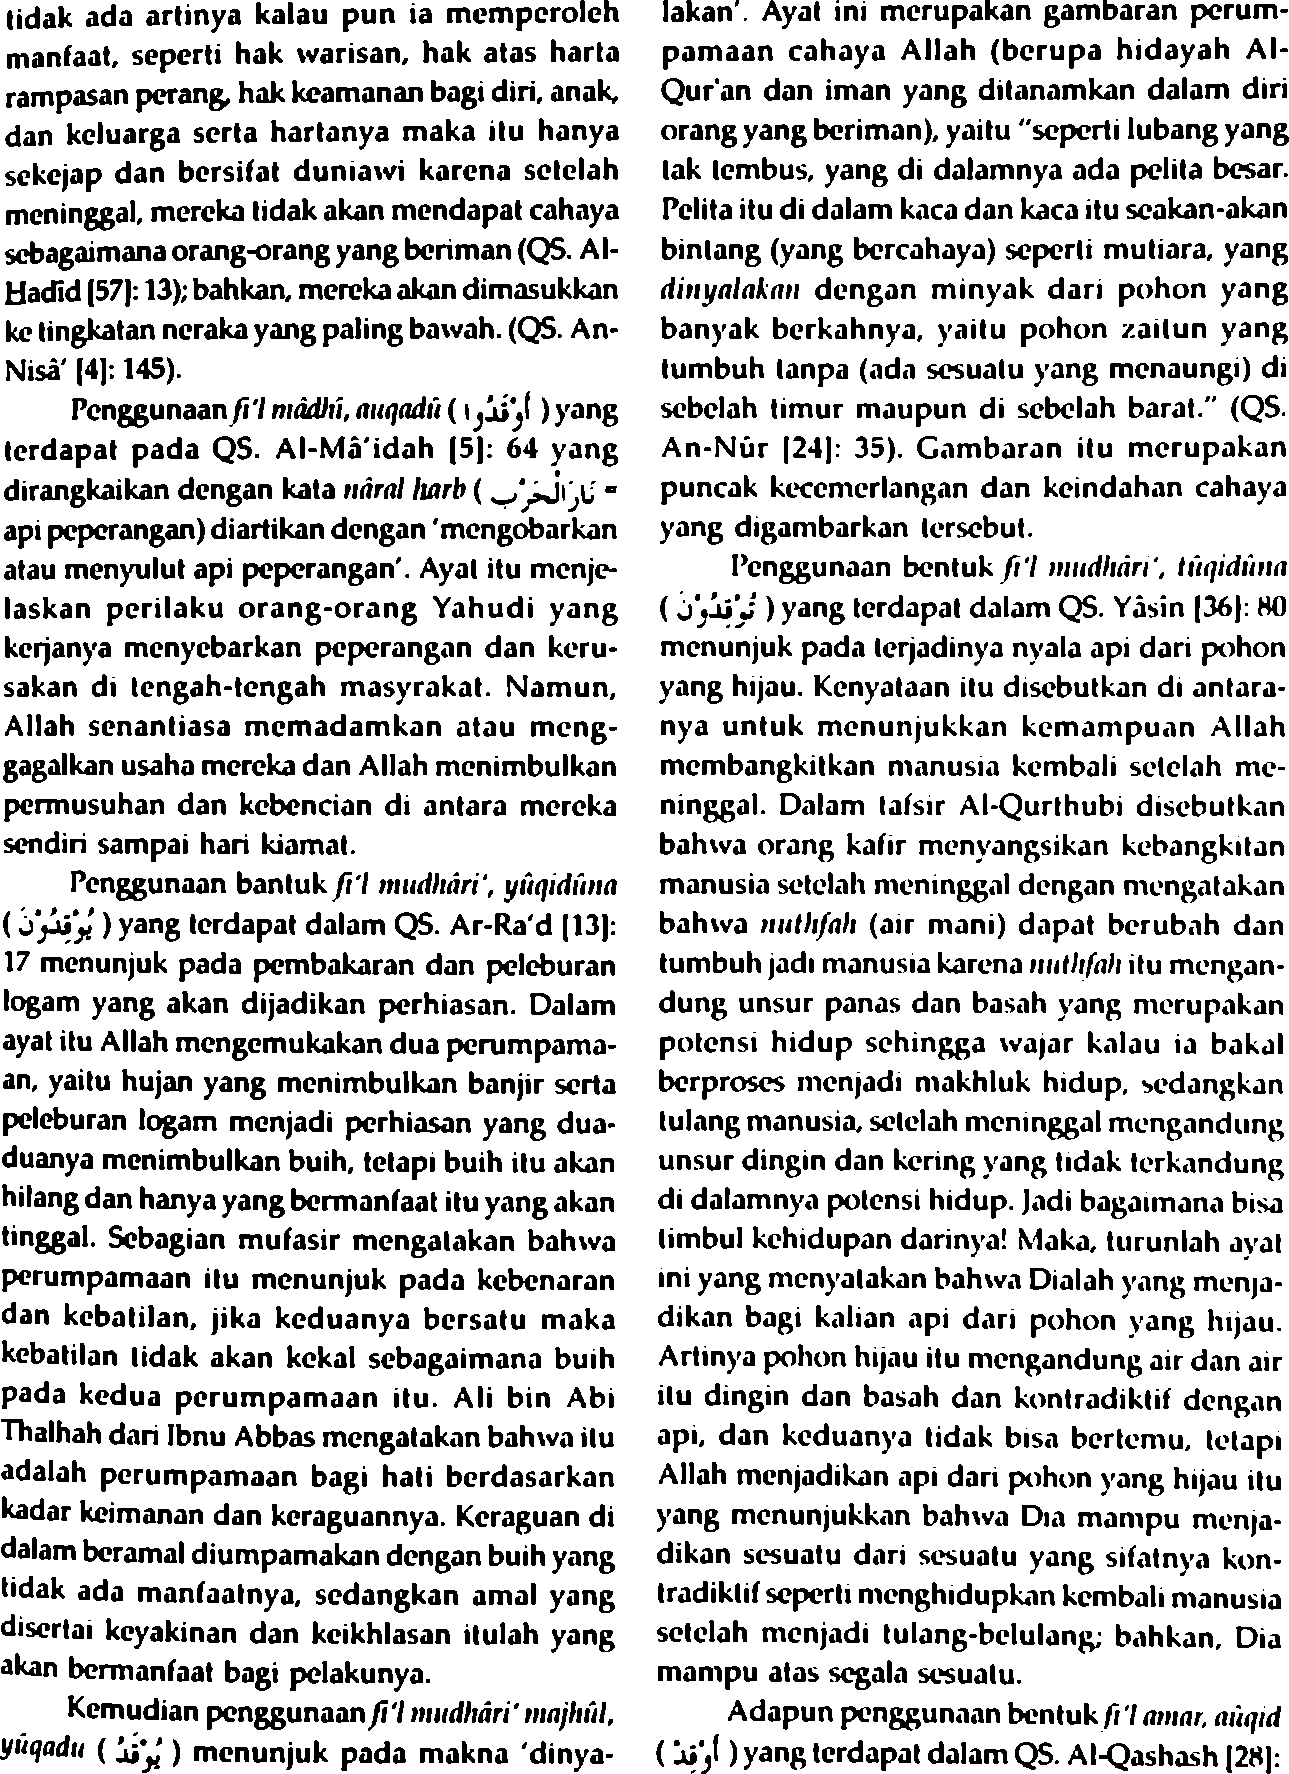 tidak ada artinya kalau pun ia memperoleh
manfaat, seperti hak warisan, hak atas harta
rampasan perang, hak keamanan bagi diri, anak,
dan keluarga serta hartanya maka itu hanya
sekejap dan bersifat duniawi karena setelah
meninggal, mereka tidak akan mendapat cahaya
sebagaimana orang-orang yang beriman (QS. Al-
Hadîd [57]: 13); bahkan, mereka akan dimasukkan
ke tingkatan neraka yang paling bawah. (QS. An-
Nisâ' [4]: 145).
Penggunaan fi'l mâdhî, auqadû ( أَوْقَدُوا ) yang
terdapat pada QS. Al-Mâ'idah [5]: 64 yang
dirangkaikan dengan kata nâral harb ( نَارَ الْحَرْبِ =
api peperangan) diartikan dengan 'mengobarkan
atau menyulut api peperangan'. Ayat itu menje-
laskan perilaku orang-orang Yahudi yang
kerjanya menyebarkan peperangan dan keru-
sakan di tengah-tengah masyrakat. Namun,
Allah senantiasa memadamkan atau meng-
gagalkan usaha mereka dan Allah menimbulkan
permusuhan dan kebencian di antara mereka
sendiri sampai hari kiamat.
Penggunaan bantuk fi'l mudhâri', yûqidûna
( يُوْقِدُوْنَ ) yang terdapat dalam QS. Ar-Ra'd [13]:
17 menunjuk pada pembakaran dan peleburan
logam yang akan dijadikan perhiasan. Dalam
ayat itu Allah mengemukakan dua perumpama-
an, yaitu hujan yang menimbulkan banjir serta
peleburan logam menjadi perhiasan yang dua-
duanya menimbulkan buih, tetapi buih itu akan
hilang dan hanya yang bermanfaat itu yang akan
tinggal. Sebagian mufasir mengatakan bahwa
perumpamaan itu menunjuk pada kebenaran
dan kebatilan, jika keduanya bersatu maka
kebatilan tidak akan kekal sebagaimana buih
pada kedua perumpamaan itu. Ali bin Abi
Thalhah dari Ibnu Abbas mengatakan bahwa itu
adalah perumpamaan bagi hati berdasarkan
kadar keimanan dan keraguannya. Keraguan di
dalam beramal diumpamakan dengan buih yang
tidak ada manfaatnya, sedangkan amal yang
disertai keyakinan dan keikhlasan itulah yang
akan bermanfaat bagi pelakunya.
Kemudian penggunaan fi'l mudhâri' majhûl,
yûqadu ( يُوْقَدُ ) menunjuk pada makna 'dinya-
lakan'. Ayat ini merupakan gambaran perum-
pamaan cahaya Allah (berupa hidayah Al-
Qur'an dan iman yang ditanamkan dalam diri
orang yang beriman), yaitu "seperti lubang yang
tak tembus, yang di dalamnya ada pelita besar.
Pelita itu di dalam kaca dan kaca itu seakan-akan
bintang (yang bercahaya) seperti mutiara, yang
dinyalakan dengan minyak dari pohon yang
banyak berkahnya, yaitu pohon zaitun yang
tumbuh tanpa (ada sesuatu yang menaungi) di
sebelah timur maupun di sebelah barat." (QS.
An-Nûr [24]: 35). Gambaran itu merupakan
puncak kecemerlangan dan keindahan cahaya
yang digambarkan tersebut.
Penggunaan bentuk fi'l mudhâri', tûqidûna
( تُوْقِدُوْنَ ) yang terdapat dalam QS. Yâsîn [36]: 80
menunjuk pada terjadinya nyala api dari pohon
yang hijau. Kenyataan itu disebutkan di antara-
nya untuk menunjukkan kemampuan Allah
membangkitkan manusia kembali setelah me-
ninggal. Dalam tafsir Al-Qurthubi disebutkan
bahwa orang kafir menyangsikan kebangkitan
manusia setelah meninggal dengan mengatakan
bahwa nuthfah (air mani) dapat berubah dan
tumbuh jadi manusia karena nuthfah itu mengan-
dung unsur panas dan basah yang merupakan
potensi hidup sehingga wajar kalau ia bakal
berproses menjadi makhluk hidup, sedangkan
tulang manusia, setelah meninggal mengandung
unsur dingin dan kering yang tidak terkandung
di dalamnya potensi hidup. Jadi bagaimana bisa
timbul kehidupan darinya! Maka, turunlah ayat
ini yang menyatakan bahwa Dialah yang menja-
dikan bagi kalian api dari pohon yang hijau.
Artinya pohon hijau itu mengandung air dan air
itu dingin dan basah dan kontradiktif dengan
api, dan keduanya tidak bisa bertemu, tetapi
Allah menjadikan api dari pohon yang hijau itu
yang menunjukkan bahwa Dia mampu menja-
dikan sesuatu dari sesuatu yang sifatnya kon-
tradiktif seperti menghidupkan kembali manusia
setelah menjadi tulang-belulang; bahkan, Dia
mampu atas segala sesuatu.
Adapun penggunaan bentuk fi'l amar, aûqid
( أَوْقِدْ ) yang terdapat dalam QS. Al-Qashash [28]: